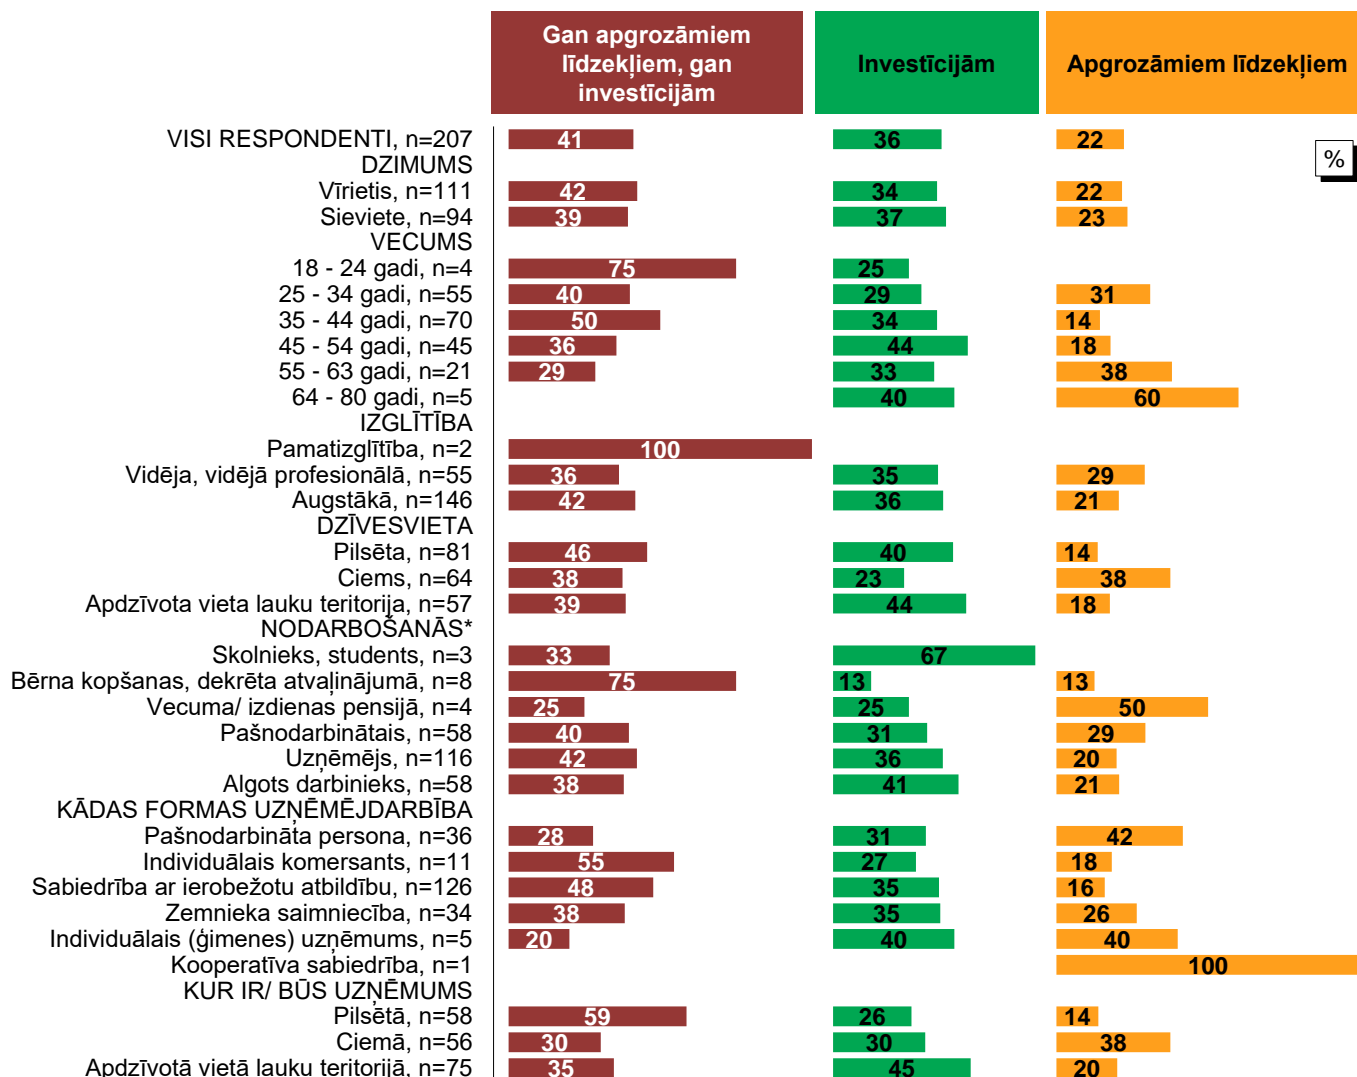 Gan apgrozāmiem
līdzekļiem, gan
investīcijām
Investīcijām
Apgrozāmiem līdzekļiem
%
VISI RESPONDENTI, n=207 41 36 22
DZIMUMS
Vīrietis, n=111 42 34 22
Sieviete, n=94 39 37 23
VECUMS
18 - 24 gadi, n=4 75 25
25 - 34 gadi, n=55 40 29 31
35 - 44 gadi, n=70 50 34 14
45 - 54 gadi, n=45 36 44 18
55 - 63 gadi, n=21 29 33 38
64 - 80 gadi, n=5 40 60
IZGLĪTĪBA
Pamatizglītība, n=2 100
Vidēja, vidējā profesionālā, n=55 36 35 29
Augstākā, n=146 42 36 21
DZĪVESVIETA
Pilsēta, n=81 46 40 14
Ciems, n=64 38 23 38
Apdzīvota vieta lauku teritorija, n=57 39 44 18
NODARBOŠANĀS*
Skolnieks, students, n=3 33 67
Bērna kopšanas, dekrēta atvaļinājumā, n=8 75 13 13
Vecuma/ izdienas pensijā, n=4 25 25 50
Pašnodarbinātais, n=58 40 31 29
Uzņēmējs, n=116 42 36 20
Algots darbinieks, n=58 38 41 21
KĀDAS FORMAS UZŅĒMĒJDARBĪBA
Pašnodarbināta persona, n=36 28 31 42
Individuālais komersants, n=11 55 27 18
Sabiedrība ar ierobežotu atbildību, n=126 48 35 16
Zemnieka saimniecība, n=34 38 35 26
Individuālais (ģimenes) uzņēmums, n=5 20 40 40
Kooperatīva sabiedrība, n=1 100
KUR IR/ BŪS UZŅĒMUMS
Pilsētā, n=58 59 26 14
Ciemā, n=56 30 30 38
Apdzīvotā vietā lauku teritorijā, n=75 35 45 20